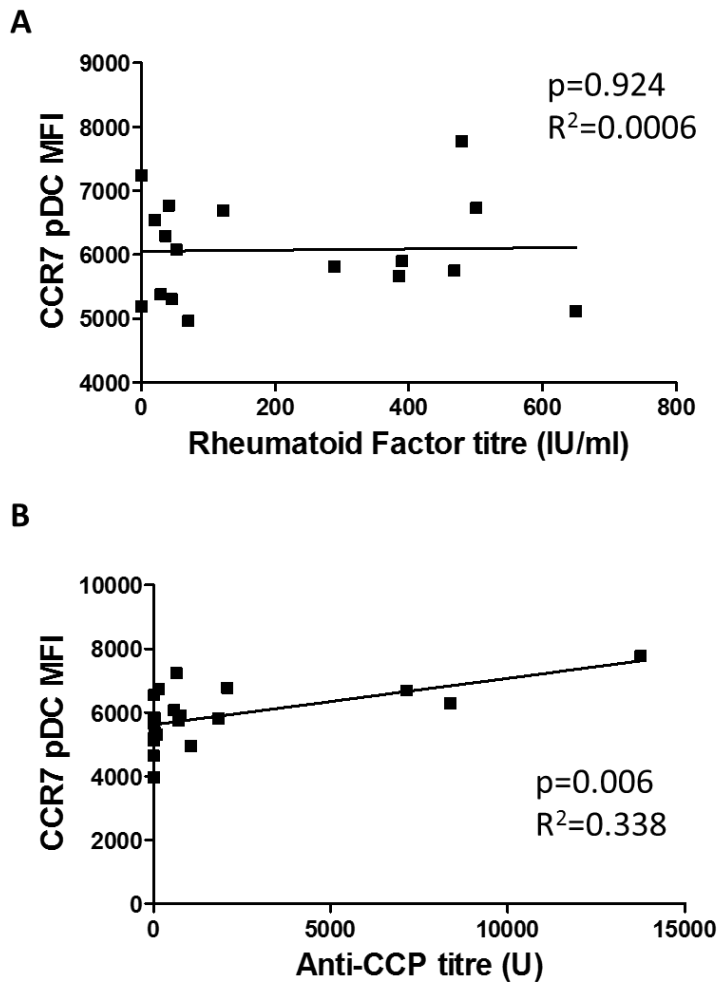 A
9000
8000
7000
6000
5000
4000
CCR7 pDC MFI
p=0.924
R²=0.0006
0 200 400 600 800
Rheumatoid Factor titre (IU/ml)
B
10000
8000
6000
4000
2000
0
CCR7 pDC MFI
p=0.006
R²=0.338
0 5000 10000 15000
Anti-CCP titre (U)